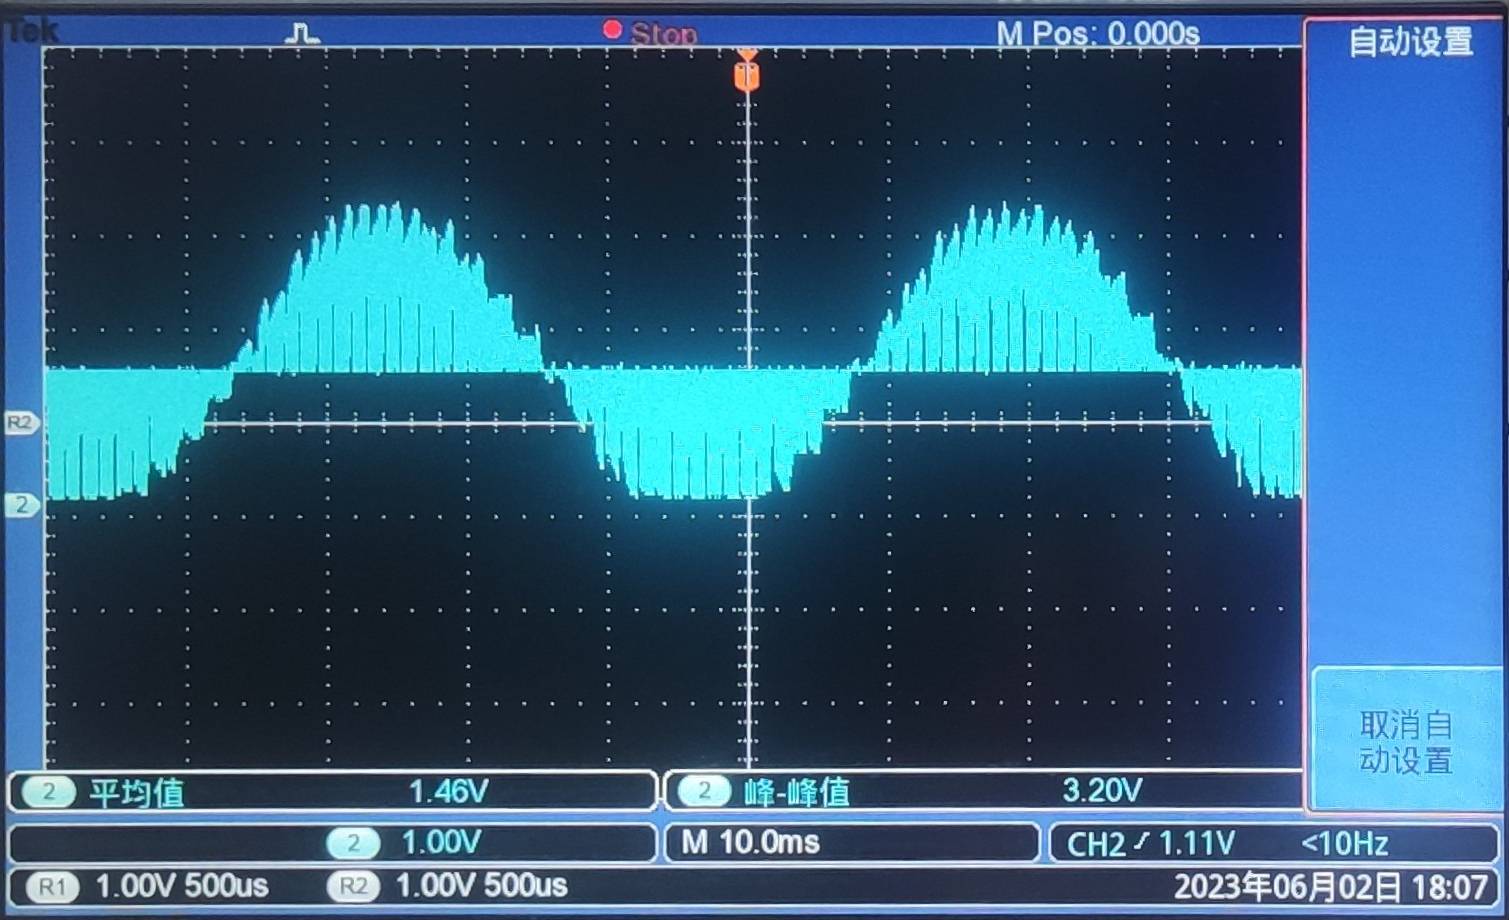 Tek Stop M Pos: 0.000s
自动设置
T
R2
2
取消自
动设置
2 平均值 1.46V 2 峰-峰值 3.20V
2 1.00V M 10.0ms CH2 / 1.11V <10Hz
R1 1.00V 500us R2 1.00V 500us 2023年06月02日 18:07